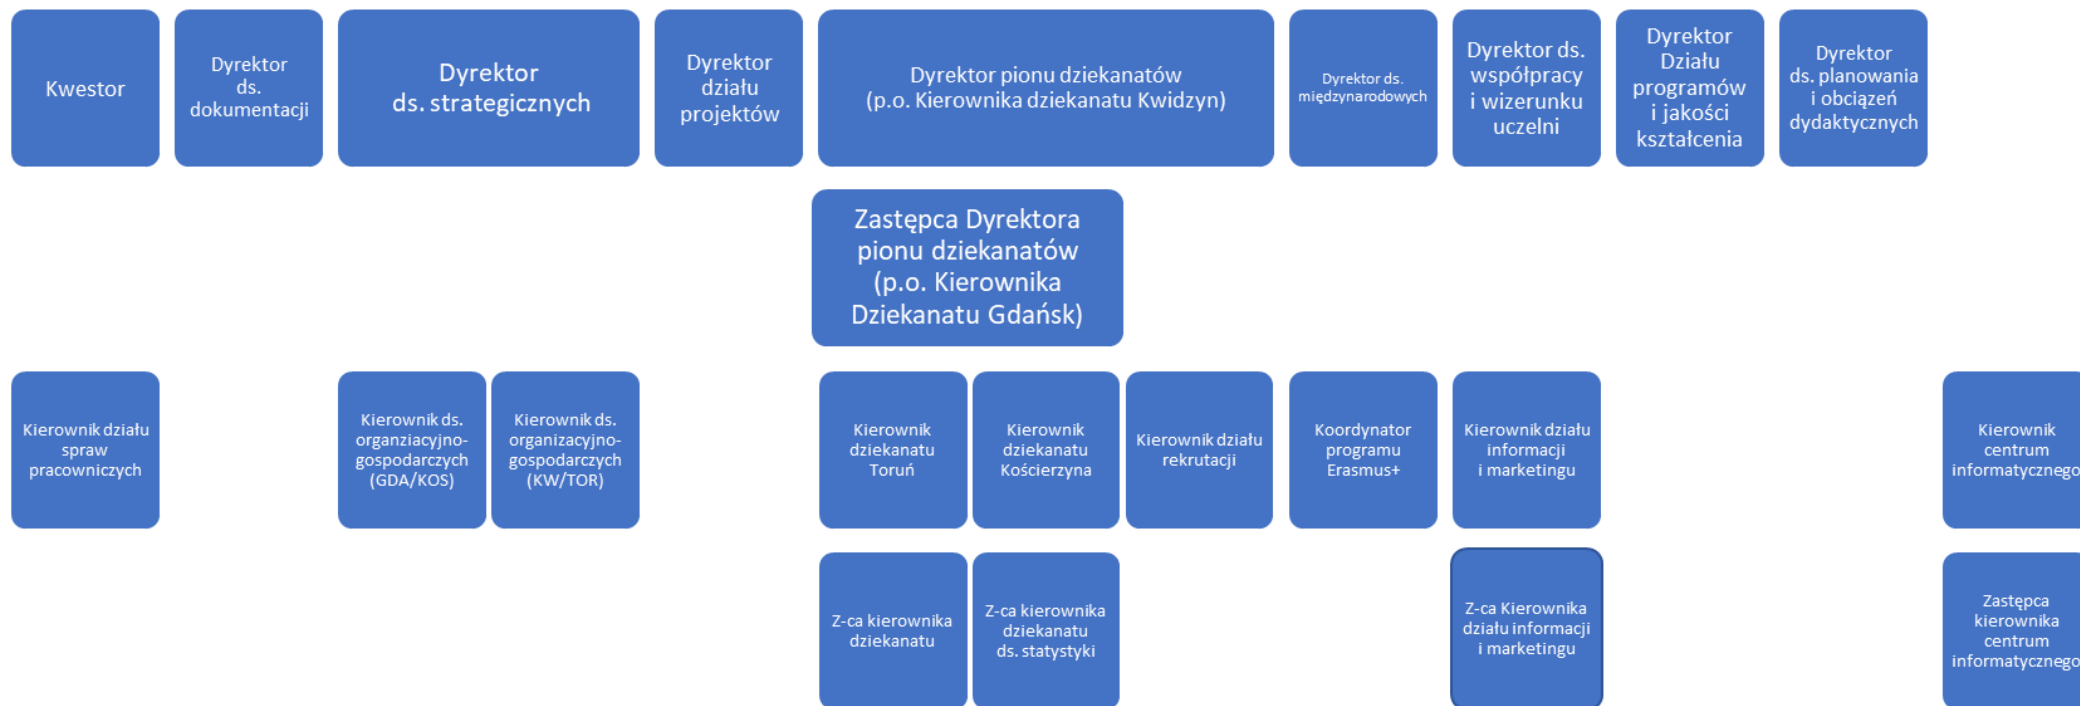 Kwestor
Dyrektor
ds.
dokumentacji
Dyrektor
ds. strategicznych
Dyrektor
działu
projektów
Dyrektor pionu dziekanatów
(p.o. Kierownika dziekanatu Kwidzyn)
Dyrektor ds.
międzynarodowych
Dyrektor ds.
współpracy
i wizerunku
uczelni
Dyrektor
Działu
programów
i jakości
kształcenia
Dyrektor
ds. planowania
i obciązeń
dydaktycznych
Zastępca Dyrektora
pionu dziekanatów
(p.o. Kierownika
Dziekanatu Gdańsk)
Kierownik działu
spraw
pracowniczych
Kierownik ds.
organziacyjno-
gospodarczych
(GDA/KOS)
Kierownik ds.
organizacyjno-
gospodarczych
(KW/TOR)
Kierownik
dziekanatu
Toruń
Kierownik
dziekanatu
Kościerzyna
Kierownik działu
rekrutacji
Koordynator
programu
Erasmus+
Kierownik działu
informacji
i marketingu
Kierownik
centrum
informatycznego
Z-ca kierownika
dziekanatu
Z-ca kierownika
dziekanatu
ds. statystyki
Z-ca Kierownika
działu informacji
i marketingu
Zastępca
kierownika
centrum
informatycznego